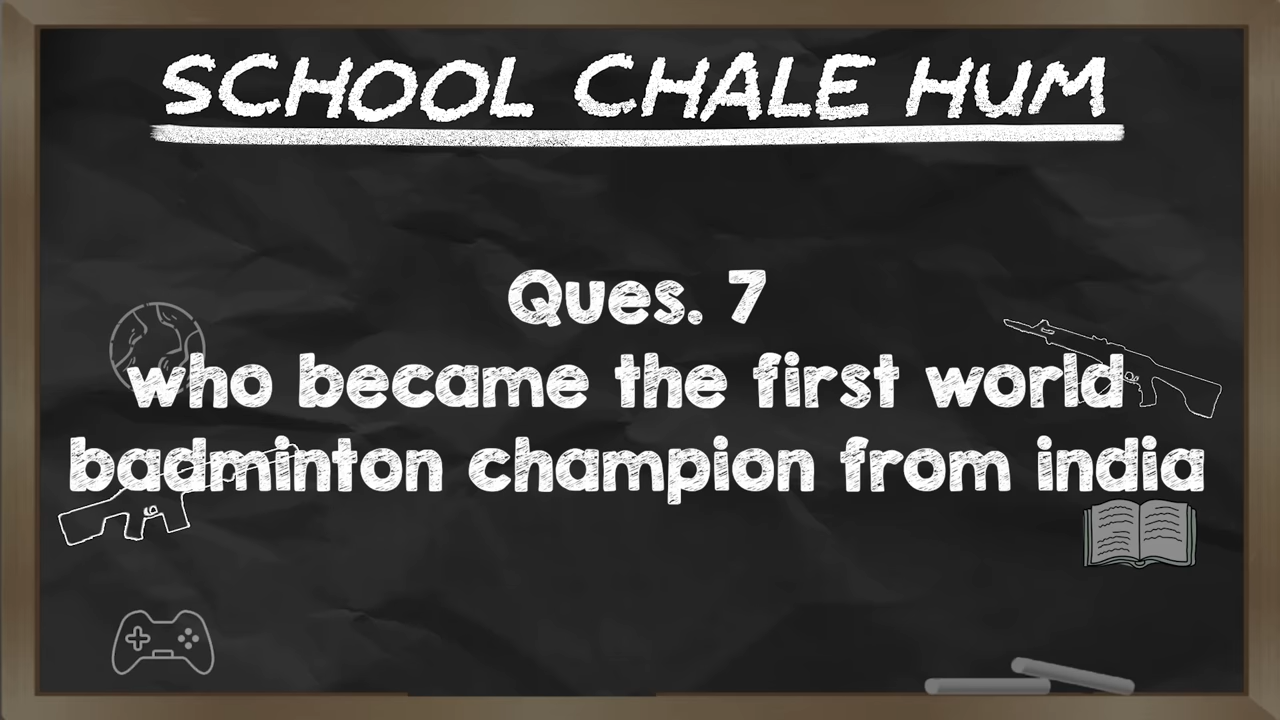 SCHOOL CHALE HUM
Ques. 7
who became the first world
badminton champion from india